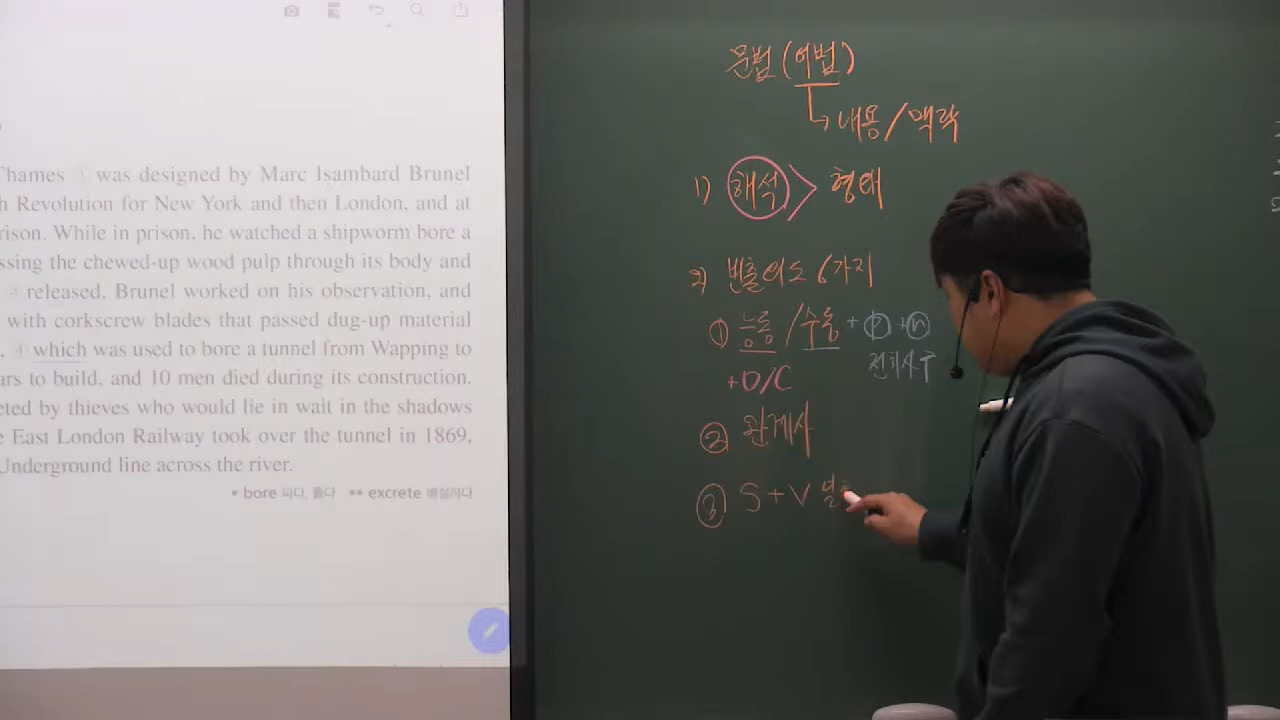 Thames ① was designed by Marc Isambard Brunel
h Revolution for New York and then London, and at
rison. While in prison, he watched a shipworm bore a
ssing the chewed-up wood pulp through its body and
released. Brunel worked on his observation, and
with corkscrew blades that passed dug-up material
, ④ which was used to bore a tunnel from Wapping to
ars to build, and 10 men died during its construction.
eted by thieves who would lie in wait in the shadows
e East London Railway took over the tunnel in 1869,
Underground line across the river.
* bore 파다, 뚫다 ** excrete 배설하다
문법 (어법)
↳ 내용/맥락
1) 해석 > 형태
2) 빈출 의도 6가지
① 능동/수동 + ⓟ + ⓝ
+D/C 전치사구
② 관계사
③ S+V